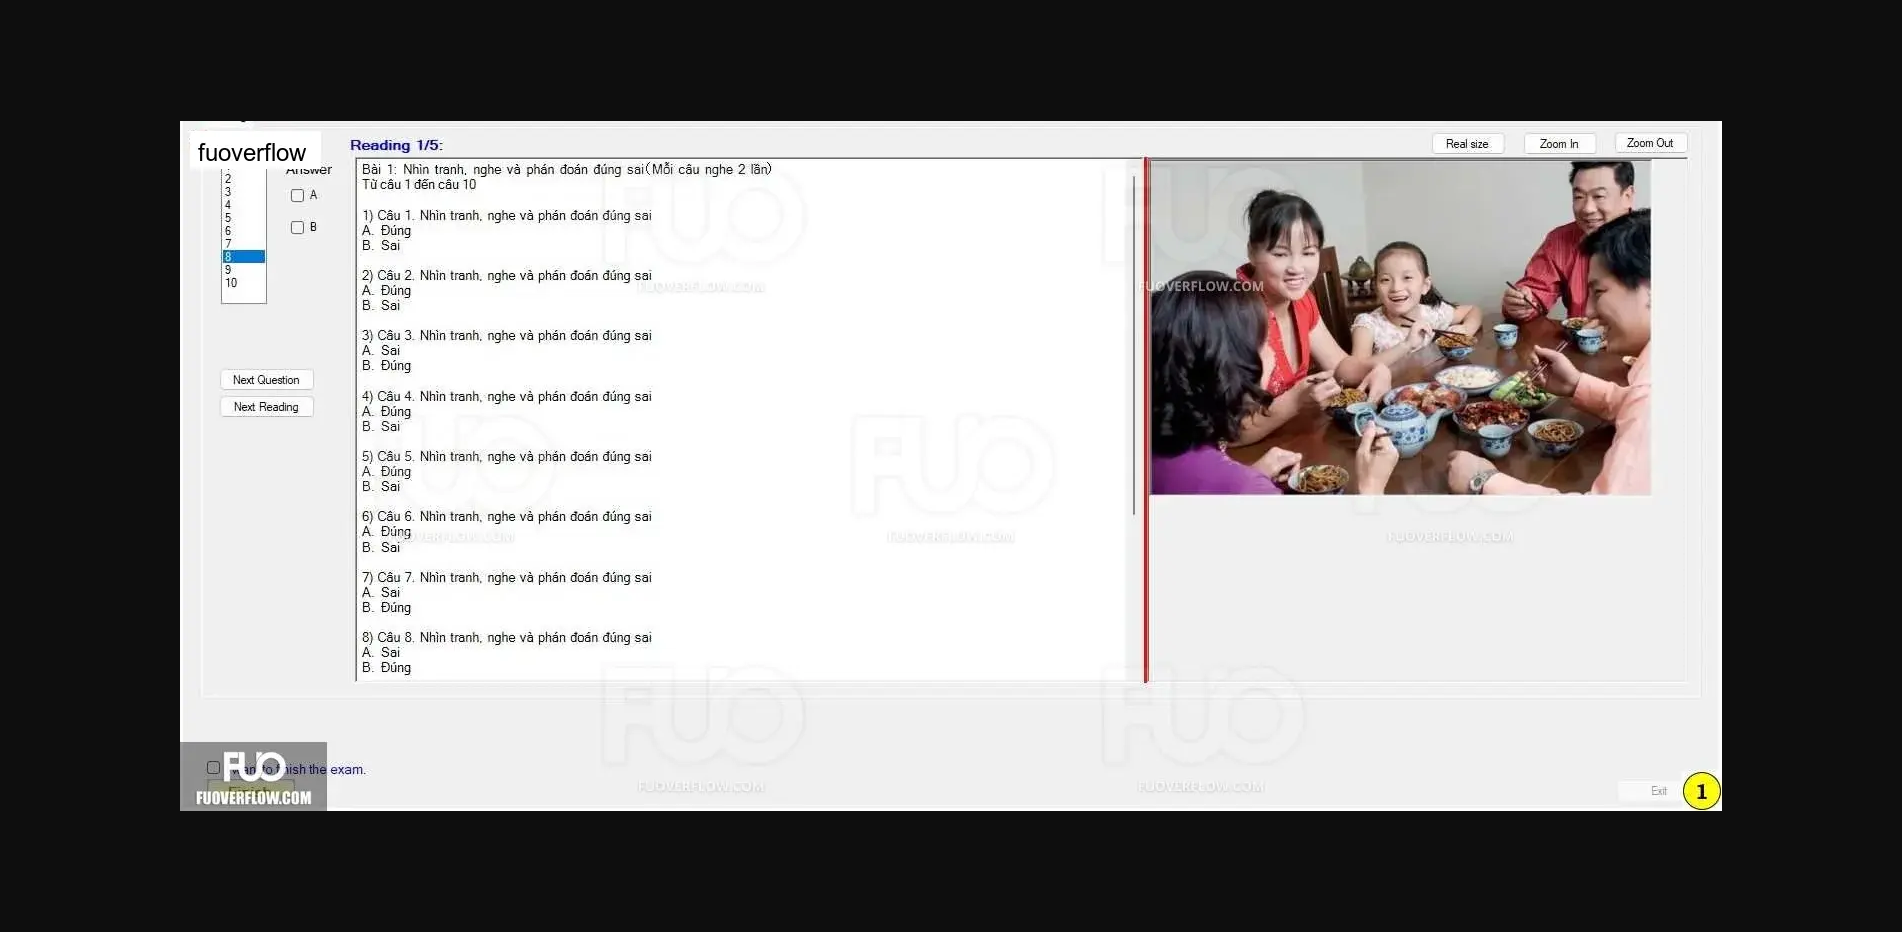 fuoverflow
Reading 1/5:
Real size
Zoom In
Zoom Out
Answer
2
3
4
5
6
7
8
9
10
A
B
Next Question
Next Reading
Bài 1: Nhìn tranh, nghe và phán đoán đúng sai(Mỗi câu nghe 2 lần)
Từ câu 1 đến câu 10
1) Câu 1. Nhìn tranh, nghe và phán đoán đúng sai
A. Đúng
B. Sai
2) Câu 2. Nhìn tranh, nghe và phán đoán đúng sai
A. Đúng
B. Sai
3) Câu 3. Nhìn tranh, nghe và phán đoán đúng sai
A. Sai
B. Đúng
4) Câu 4. Nhìn tranh, nghe và phán đoán đúng sai
A. Đúng
B. Sai
5) Câu 5. Nhìn tranh, nghe và phán đoán đúng sai
A. Đúng
B. Sai
6) Câu 6. Nhìn tranh, nghe và phán đoán đúng sai
A. Đúng
B. Sai
7) Câu 7. Nhìn tranh, nghe và phán đoán đúng sai
A. Sai
B. Đúng
8) Câu 8. Nhìn tranh, nghe và phán đoán đúng sai
A. Sai
B. Đúng
FUOVERFLOW.COM
FUO
FUOVERFLOW.COM
finish the exam.
Exit
1